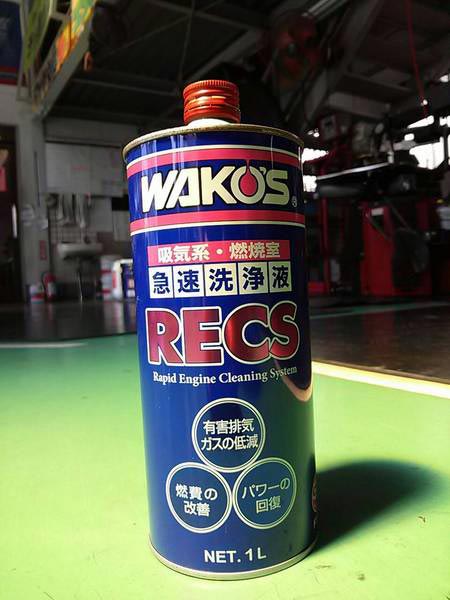 WAKO'S®
吸気系・燃焼室
急速洗浄液
RECS
Rapid Engine Cleaning System
有害排気
ガスの低減
燃費の
改善
パワーの
回復
NET. 1L